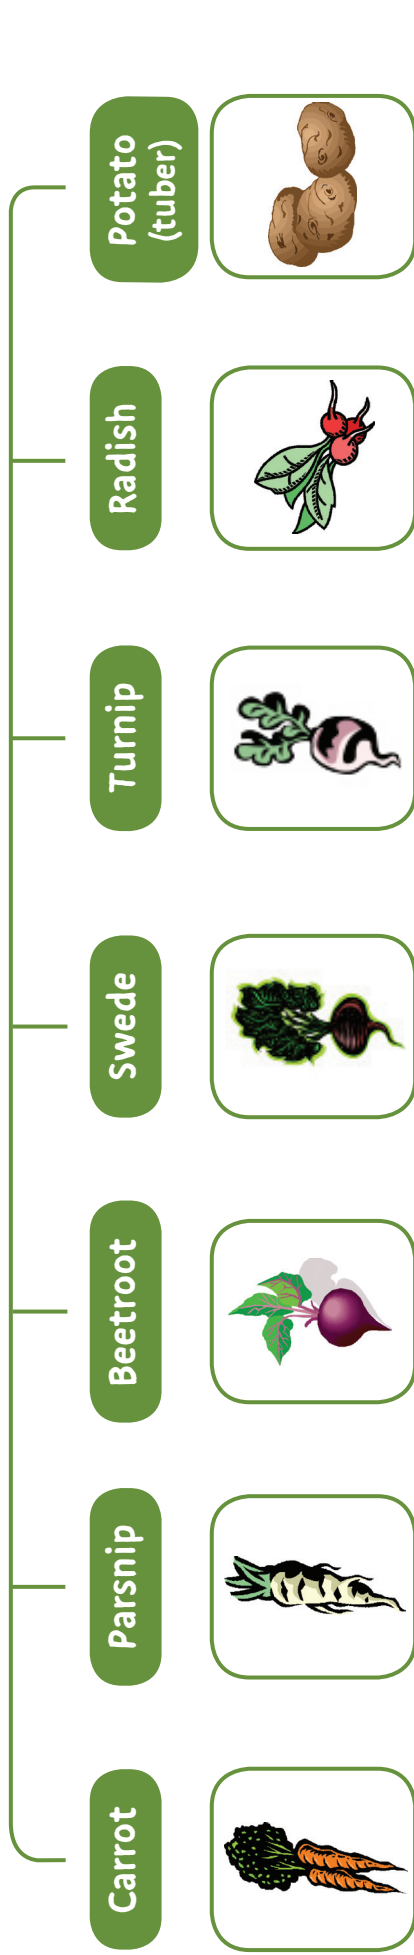 Carrot
Parsnip
Beetroot
Swede
Turnip
Radish
Potato
(tuber)